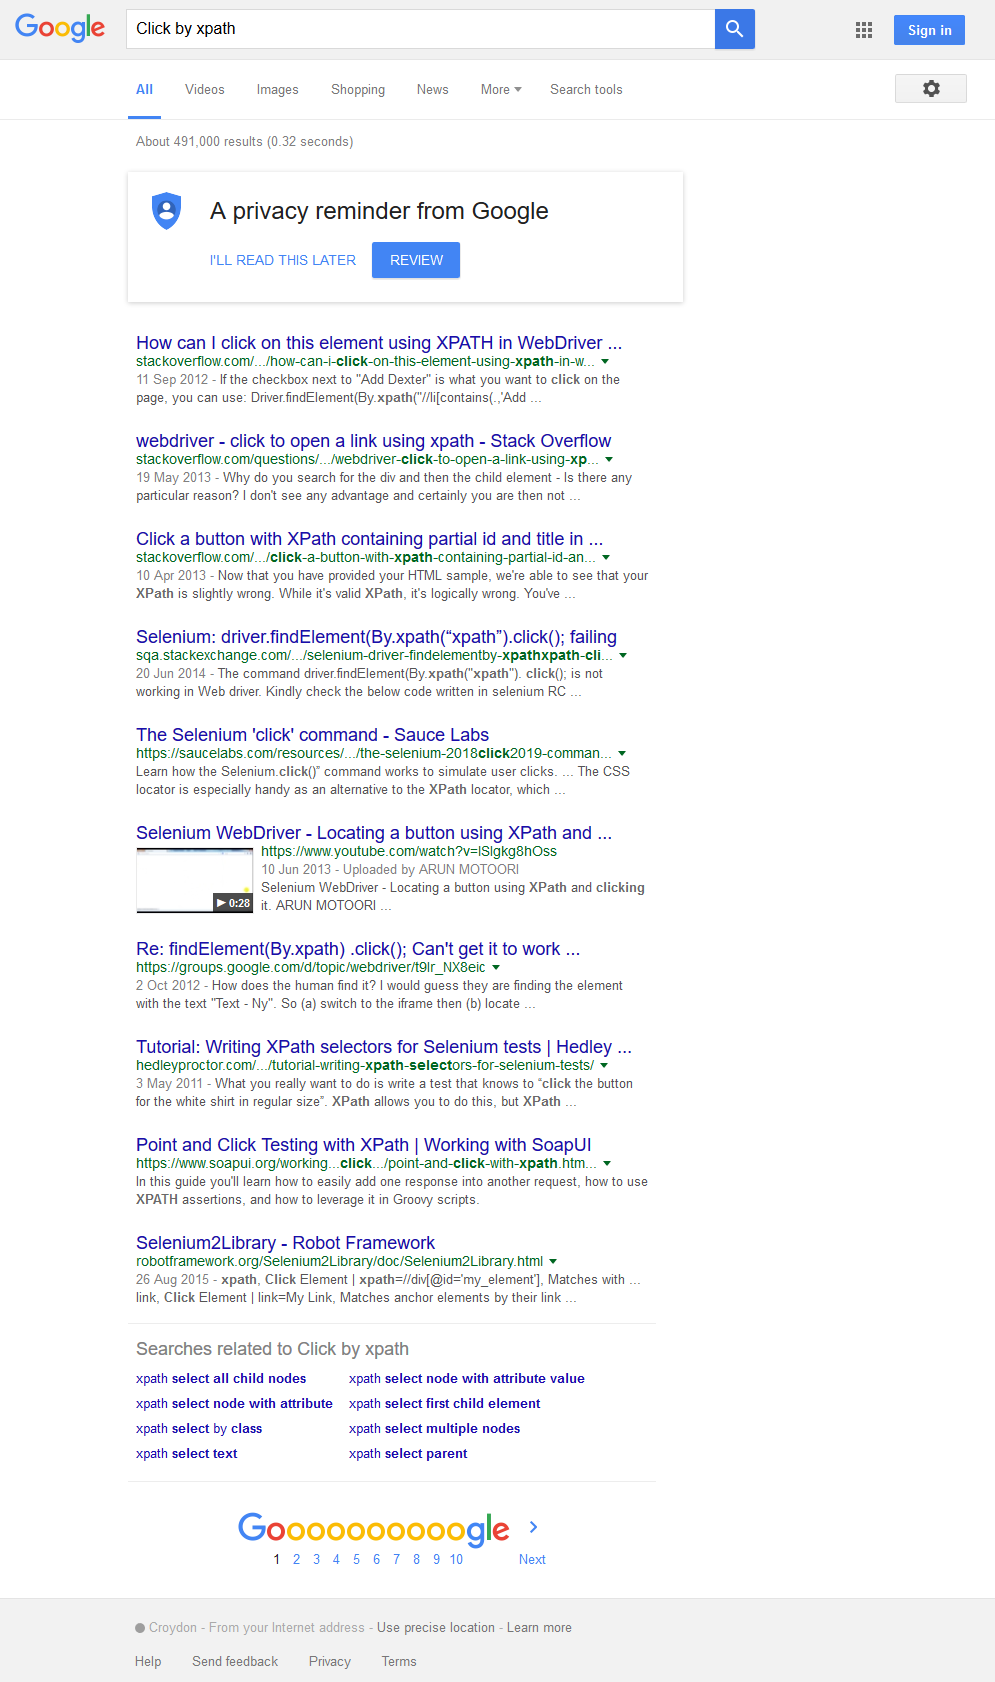 Google
Click by xpath
Sign in
All Videos Images Shopping News More Search tools
About 491,000 results (0.32 seconds)
A privacy reminder from Google
I'LL READ THIS LATER REVIEW
How can I click on this element using XPATH in WebDriver ...
stackoverflow.com/.../how-can-i-click-on-this-element-using-xpath-in-w...
11 Sep 2012 - If the checkbox next to "Add Dexter" is what you want to click on the
page, you can use: Driver.findElement(By.xpath("//li[contains(.,'Add ...
webdriver - click to open a link using xpath - Stack Overflow
stackoverflow.com/questions/.../webdriver-click-to-open-a-link-using-xp...
19 May 2013 - Why do you search for the div and then the child element - Is there any
particular reason? I don't see any advantage and certainly you are then not ...
Click a button with XPath containing partial id and title in ...
stackoverflow.com/.../click-a-button-with-xpath-containing-partial-id-an...
10 Apr 2013 - Now that you have provided your HTML sample, we're able to see that your
XPath is slightly wrong. While it's valid XPath, it's logically wrong. You've ...
Selenium: driver.findElement(By.xpath(“xpath”).click(); failing
sqa.stackexchange.com/.../selenium-driver-findelementby-xpathxpath-cli...
20 Jun 2014 - The command driver.findElement(By.xpath("xpath"). click(); is not
working in Web driver. Kindly check the below code written in selenium RC ...
The Selenium 'click' command - Sauce Labs
https://saucelabs.com/resources/.../the-selenium-2018click2019-comman...
Learn how the Selenium.click()” command works to simulate user clicks. ... The CSS
locator is especially handy as an alternative to the XPath locator, which ...
Selenium WebDriver - Locating a button using XPath and ...
https://www.youtube.com/watch?v=ISlgkg8hOss
10 Jun 2013 - Uploaded by ARUN MOTOORI
Selenium WebDriver - Locating a button using XPath and clicking
it. ARUN MOTOORI ...
0:28
Re: findElement(By.xpath) .click(); Can't get it to work ...
https://groups.google.com/d/topic/webdriver/t9lr_NX8eic
2 Oct 2012 - How does the human find it? I would guess they are finding the element
with the text "Text - Ny". So (a) switch to the iframe then (b) locate ...
Tutorial: Writing XPath selectors for Selenium tests | Hedley ...
hedleyproctor.com/.../tutorial-writing-xpath-selectors-for-selenium-tests/
3 May 2011 - What you really want to do is write a test that knows to “click the button
for the white shirt in regular size”. XPath allows you to do this, but XPath ...
Point and Click Testing with XPath | Working with SoapUI
https://www.soapui.org/working...click.../point-and-click-with-xpath.htm...
In this guide you'll learn how to easily add one response into another request, how to use
XPATH assertions, and how to leverage it in Groovy scripts.
Selenium2Library - Robot Framework
robotframework.org/Selenium2Library/doc/Selenium2Library.html
26 Aug 2015 - xpath, Click Element | xpath=//div[@id='my_element'], Matches with ...
link, Click Element | link=My Link, Matches anchor elements by their link ...
Searches related to Click by xpath
xpath select all child nodes xpath select node with attribute value
xpath select node with attribute xpath select first child element
xpath select by class xpath select multiple nodes
xpath select text xpath select parent
Goooooooooogle
1 2 3 4 5 6 7 8 9 10 Next
Croydon - From your Internet address - Use precise location - Learn more
Help Send feedback Privacy Terms